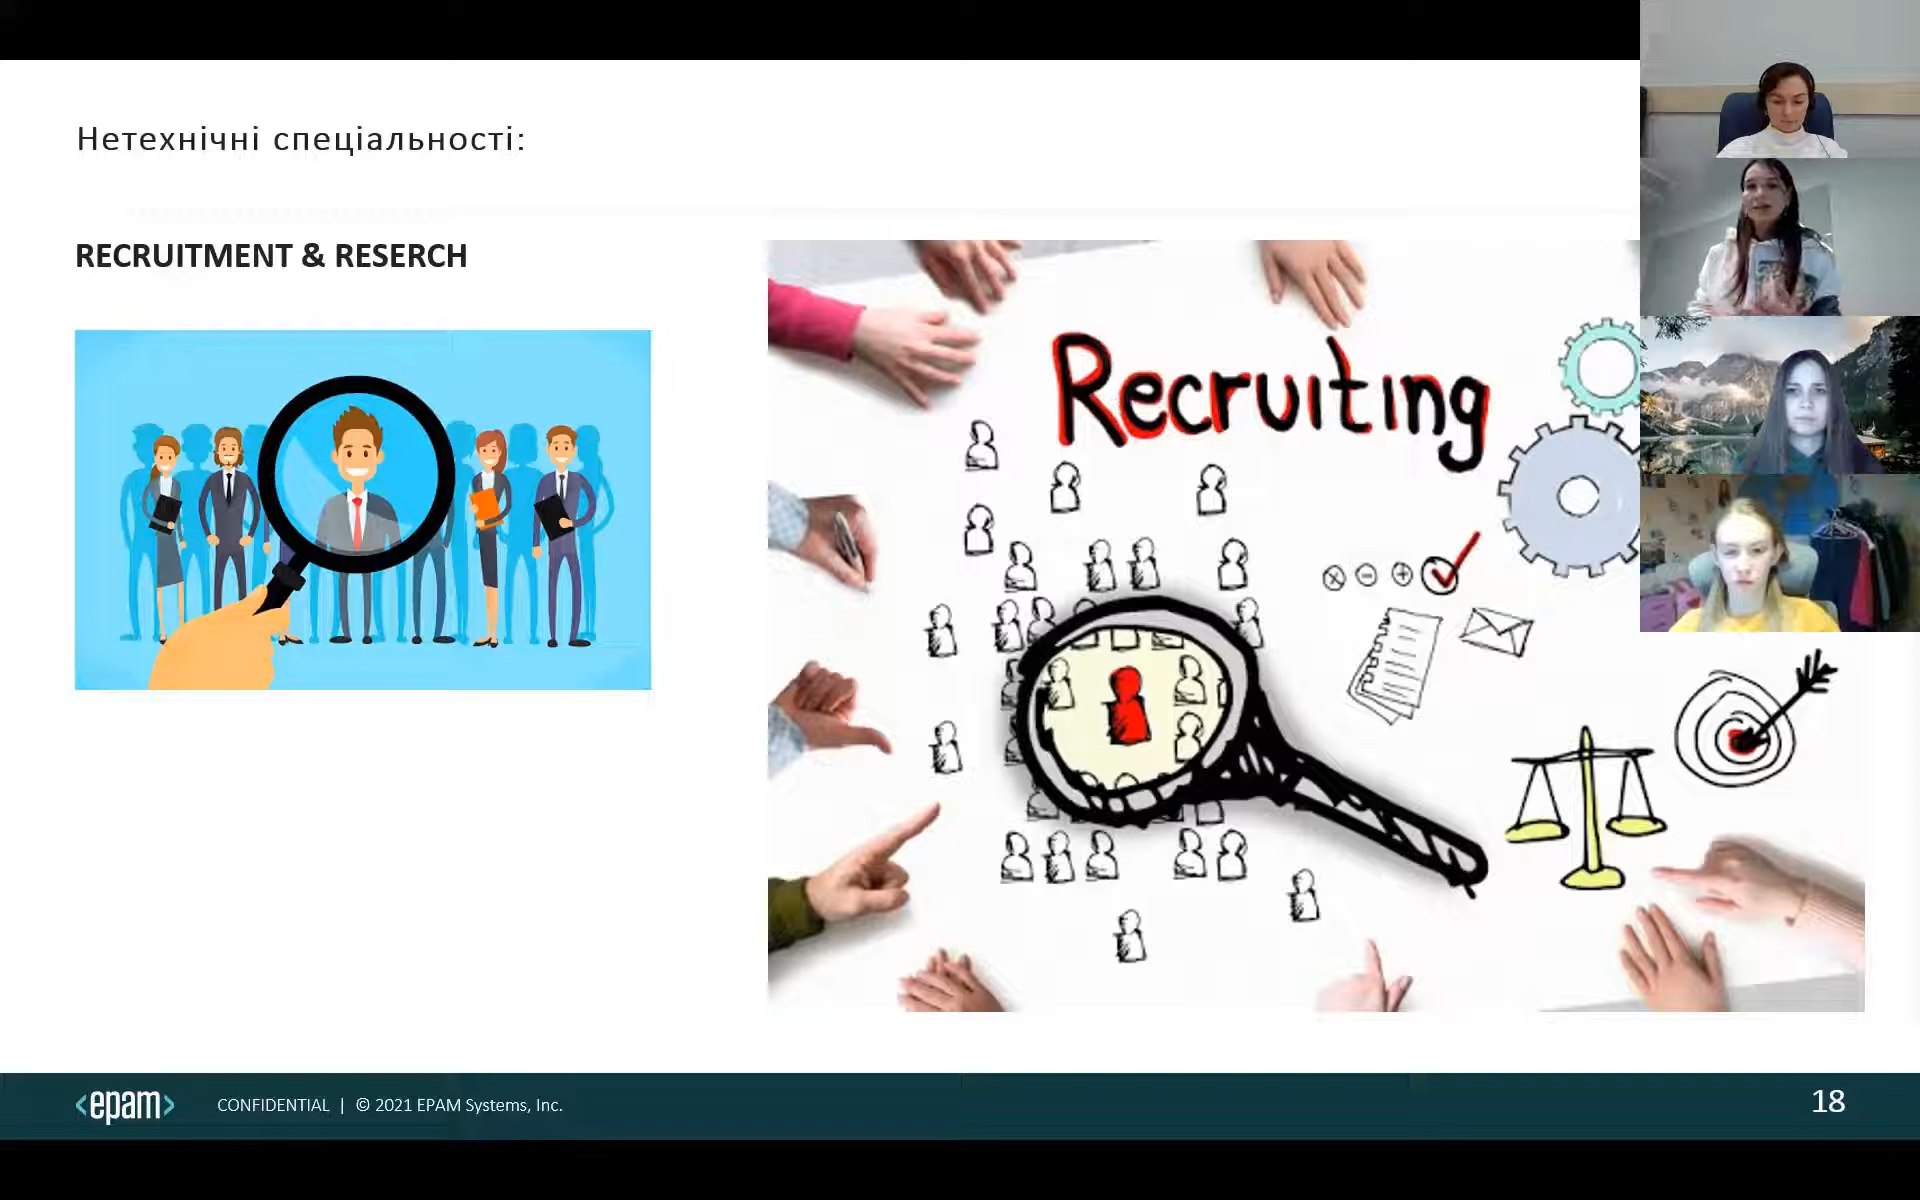 Нетехнічні спеціальності:
RECRUITMENT & RESERCH
Recruiting
<epam>
CONFIDENTIAL | © 2021 EPAM Systems, Inc.
18